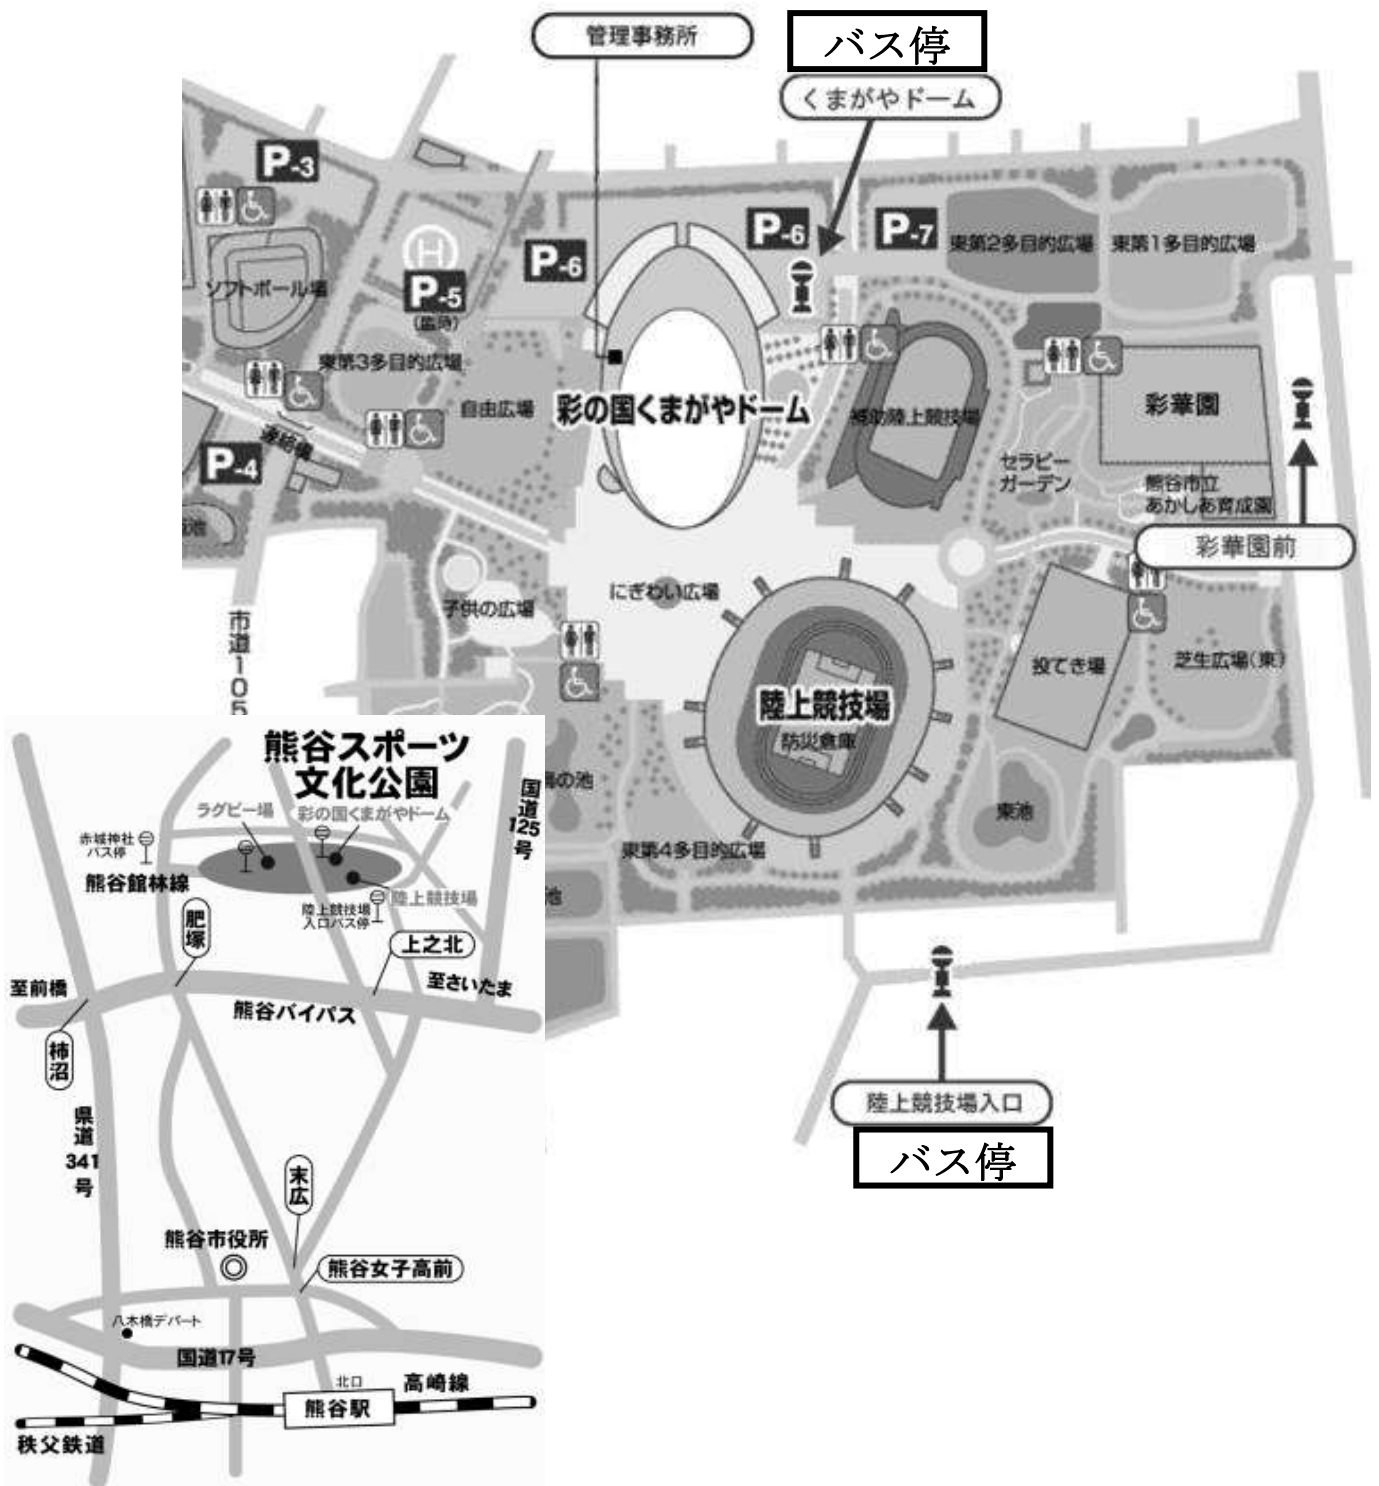 管理事務所
バス停
くまがやドーム
P-3
P-6
P-7
東第2多目的広場
東第1多目的広場
H
P-6
P-5
(臨時)
ソフトボール場
東第3多目的広場
自由広場
彩の国くまがやドーム
補助陸上競技場
彩華園
連絡橋
P-4
セラピー
ガーデン
熊谷市立
あかしあ育成園
彩華園前
にぎわい広場
子供の広場
市道105
投てき場
芝生広場(東)
陸上競技場
防災倉庫
の池
東池
東第4多目的広場
池
陸上競技場入口
バス停
熊谷スポーツ
文化公園
国道
125
号
ラグビー場
彩の国くまがやドーム
赤城神社
バス停
熊谷館林線
陸上競技場
陸上競技場
入口バス停
肥塚
上之北
至前橋
至さいたま
熊谷バイパス
柿沼
県道
341
号
末広
熊谷市役所
熊谷女子高前
八木橋デパート
国道17号
北口
高崎線
熊谷駅
秩父鉄道